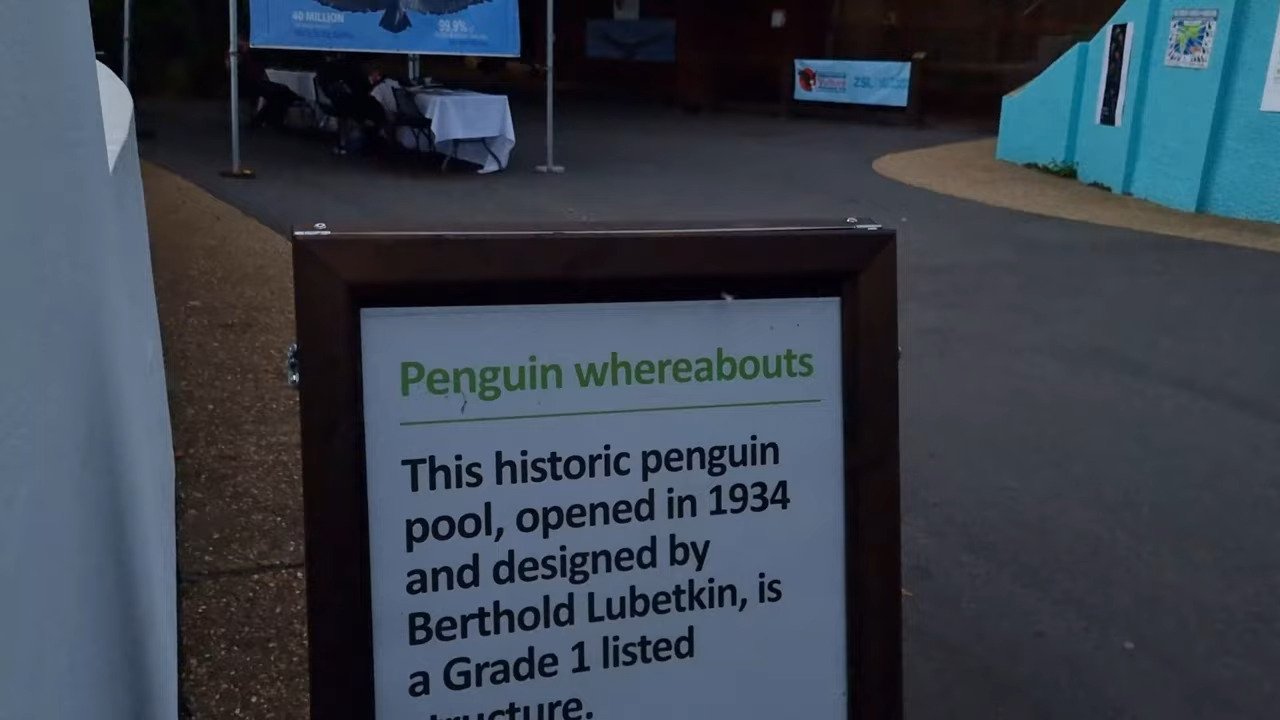 40 MILLION
99.9%
ZSL
Penguin whereabouts
This historic penguin
pool, opened in 1934
and designed by
Berthold Lubetkin, is
a Grade 1 listed
structure.